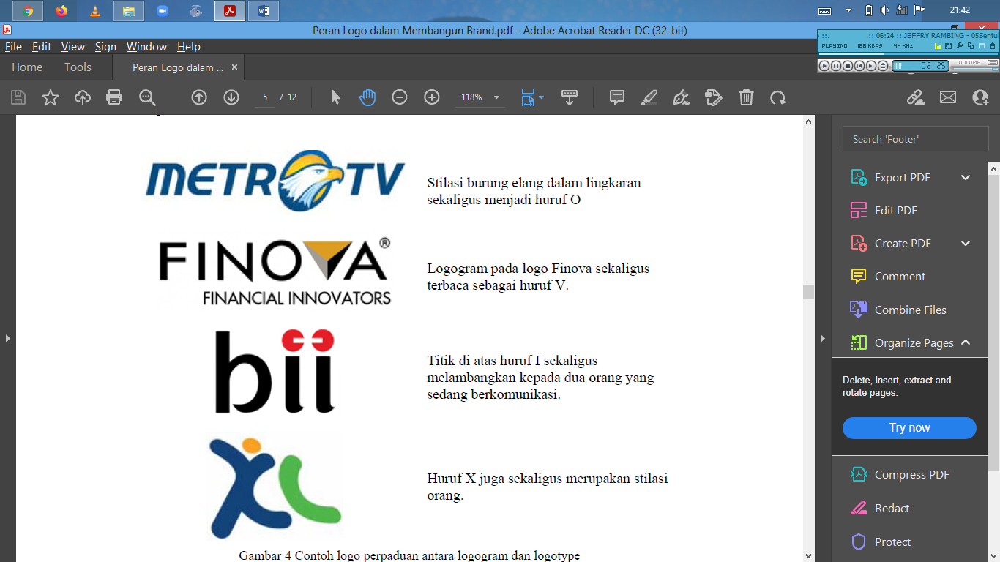 21:42
Peran Logo dalam Membangun Brand.pdf - Adobe Acrobat Reader DC (32-bit)
.:: 06:24 :: JEFFRY RAMBING - 05Sentu
PLAYING 128 KBPS 44 KHZ
02:25 VOLUME
File Edit View Sign Window Help
Home Tools Peran Logo dalam ... ×
5 / 12 118%
METRO TV
Stilasi burung elang dalam lingkaran
sekaligus menjadi huruf O
FINOVA®
FINANCIAL INNOVATORS
Logogram pada logo Finova sekaligus
terbaca sebagai huruf V.
bii
Titik di atas huruf I sekaligus
melambangkan kepada dua orang yang
sedang berkomunikasi.
XL
Huruf X juga sekaligus merupakan stilasi
orang.
Gambar 4 Contoh logo perpaduan antara logogram dan logotype
Search 'Footer'
Export PDF
Edit PDF
Create PDF
Comment
Combine Files
Organize Pages
Delete, insert, extract and
rotate pages.
Try now
Compress PDF
Redact
Protect